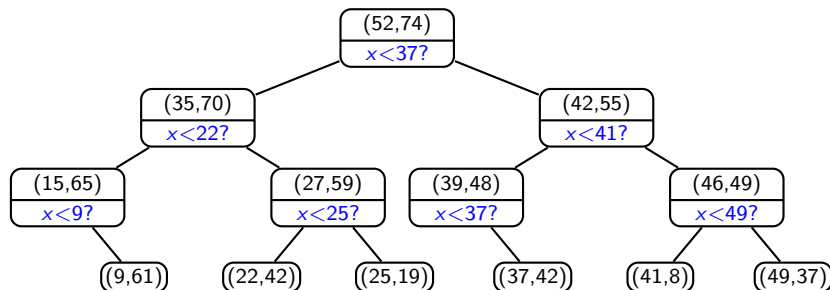 (52,74)
x<37?
(35,70)
(42,55)
x<22?
x<41?
(15,65)
(27,59)
(39,48)
(46,49)
x<9?
x<25?
x<37?
x<49?
(9,61)
(22,42)
(25,19)
(37,42)
(41,8)
(49,37)